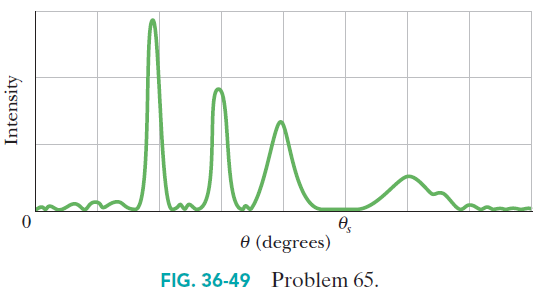 Intensity
0
θs
θ (degrees)
FIG. 36-49 Problem 65.